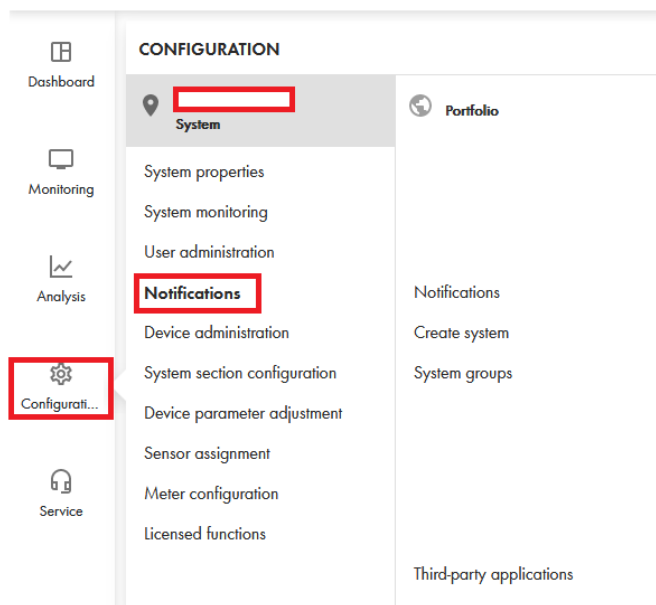 CONFIGURATION
Dashboard
System
Portfolio
System properties
Monitoring
System monitoring
User administration
Analysis
Notifications
Notifications
Device administration
Create system
System section configuration
System groups
Configurati...
Device parameter adjustment
Sensor assignment
Meter configuration
Service
Licensed functions
Third-party applications